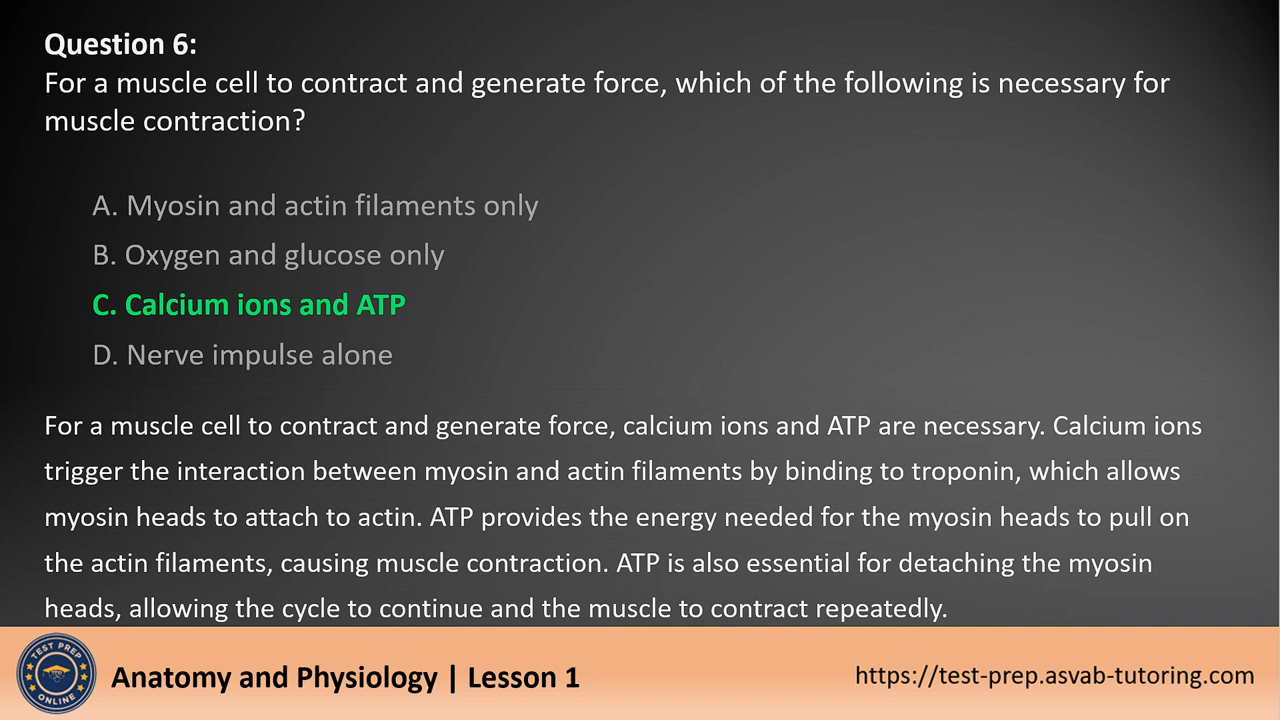 Question 6:
For a muscle cell to contract and generate force, which of the following is necessary for
muscle contraction?
A. Myosin and actin filaments only
B. Oxygen and glucose only
C. Calcium ions and ATP
D. Nerve impulse alone
For a muscle cell to contract and generate force, calcium ions and ATP are necessary. Calcium ions
trigger the interaction between myosin and actin filaments by binding to troponin, which allows
myosin heads to attach to actin. ATP provides the energy needed for the myosin heads to pull on
the actin filaments, causing muscle contraction. ATP is also essential for detaching the myosin
heads, allowing the cycle to continue and the muscle to contract repeatedly.
TEST PREP
ONLINE
Anatomy and Physiology | Lesson 1
https://test-prep.asvab-tutoring.com